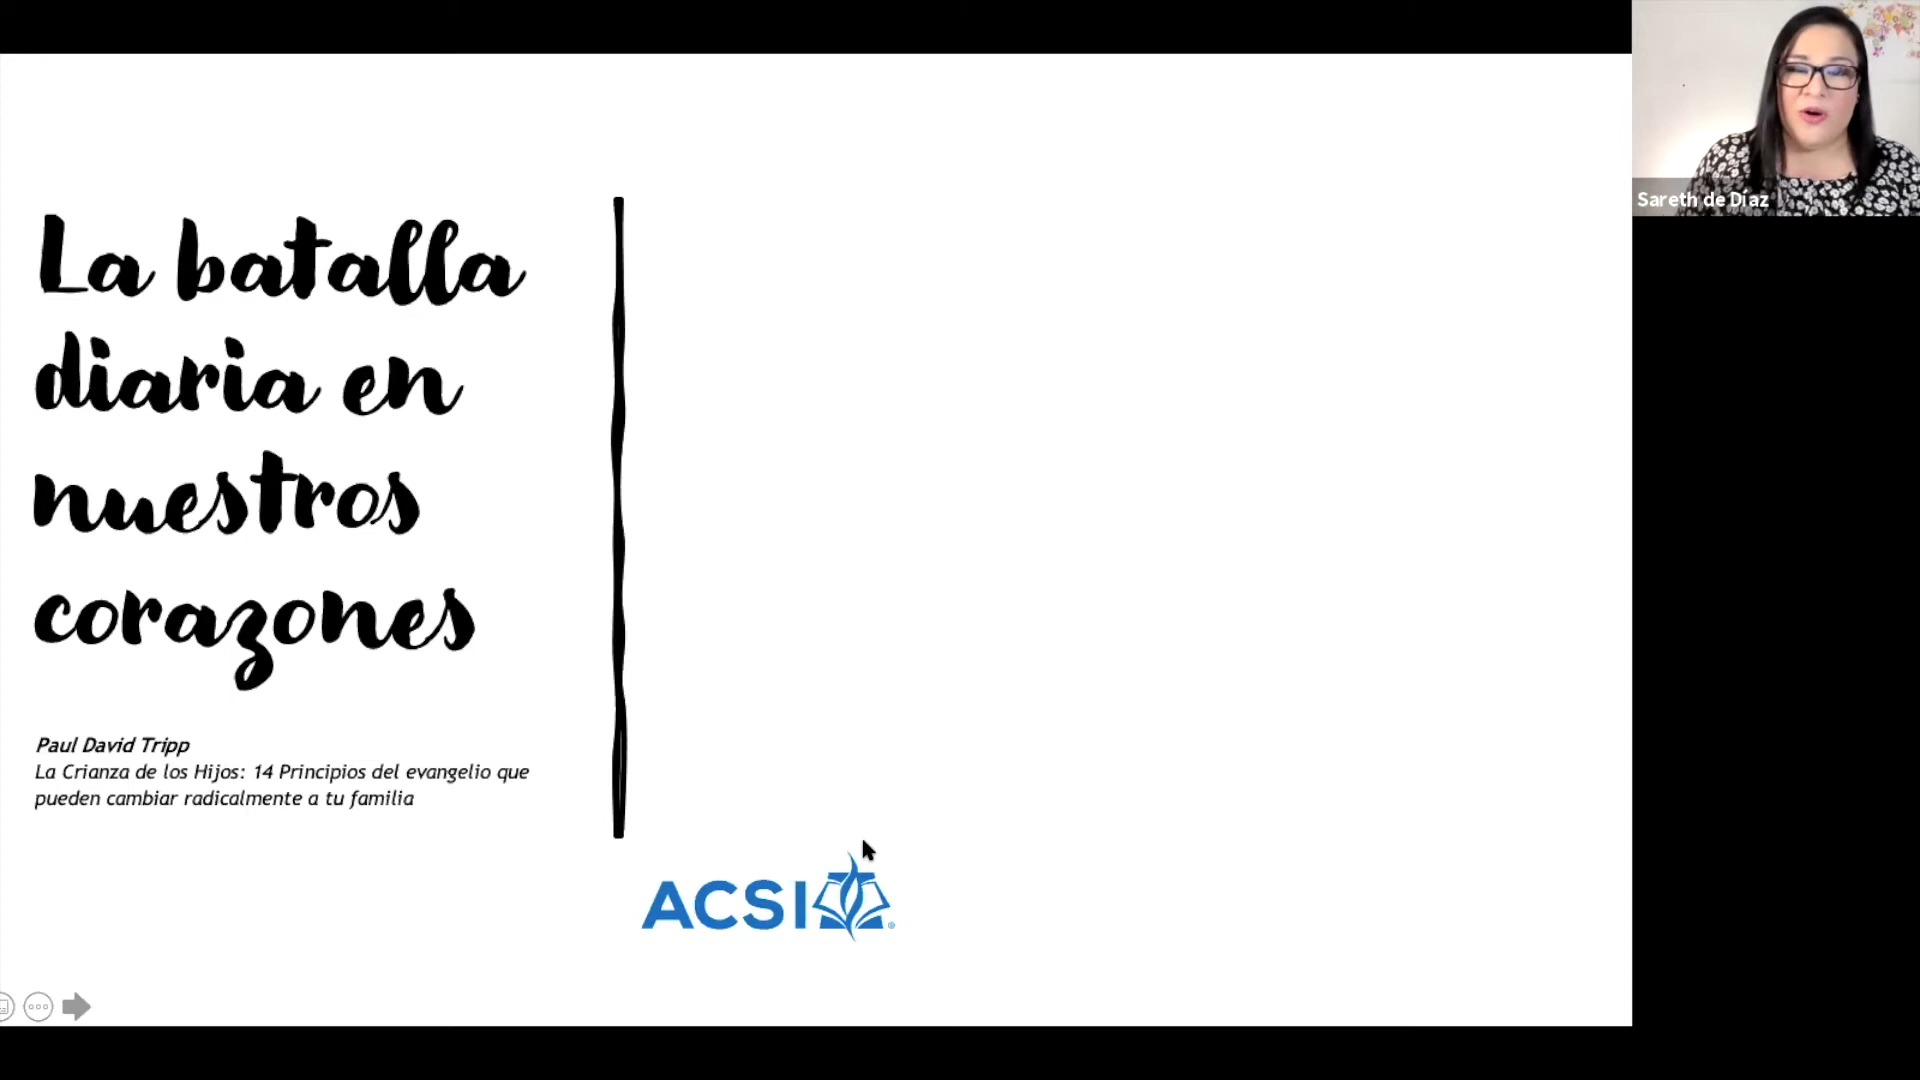 La batalla
diaria en
nuestros
corazones
Paul David Tripp
La Crianza de los Hijos: 14 Principios del evangelio que
pueden cambiar radicalmente a tu familia
ACSI
Sareth de Díaz